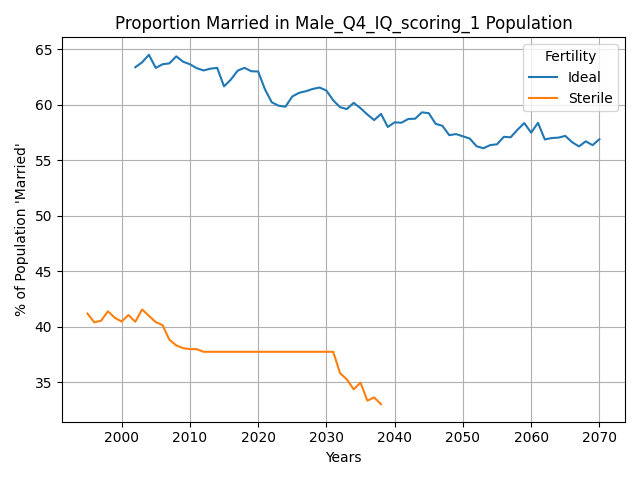 Proportion Married in Male_Q4_IQ_scoring_1 Population
Fertility
Ideal
Sterile
% of Population 'Married'
65
60
55
50
45
40
35
2000
2010
2020
2030
2040
2050
2060
2070
Years